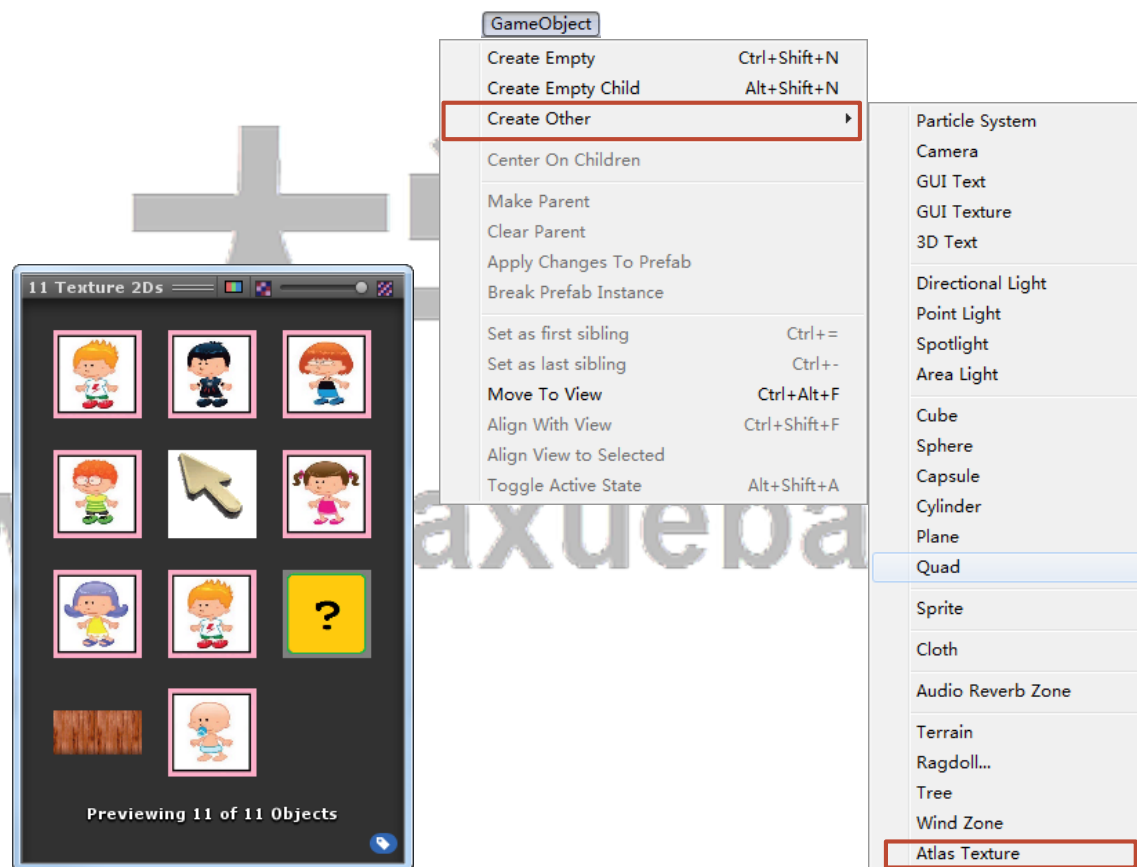 GameObject
Create Empty Ctrl+Shift+N
Create Empty Child Alt+Shift+N
Create Other
Center On Children
Make Parent
Clear Parent
Apply Changes To Prefab
Break Prefab Instance
Set as first sibling Ctrl+=
Set as last sibling Ctrl+-
Move To View Ctrl+Alt+F
Align With View Ctrl+Shift+F
Align View to Selected
Toggle Active State Alt+Shift+A
Particle System
Camera
GUI Text
GUI Texture
3D Text
Directional Light
Point Light
Spotlight
Area Light
Cube
Sphere
Capsule
Cylinder
Plane
Quad
Sprite
Cloth
Audio Reverb Zone
Terrain
Ragdoll...
Tree
Wind Zone
Atlas Texture
11 Texture 2Ds
?
Previewing 11 of 11 Objects
axueba